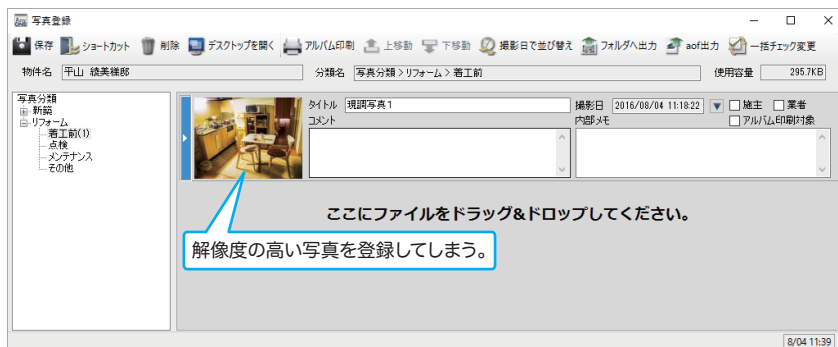 写真登録
保存 ショートカット 削除 デスクトップを開く アルバム印刷 上移動 下移動 撮影日で並び替え フォルダへ出力 aof出力 一括チェック変更
物件名 平山 綾美様邸 分類名 写真分類 > リフォーム > 着工前 使用容量 295.7KB
写真分類
新築
リフォーム
着工前(1)
点検
メンテナンス
その他
タイトル 現調写真1 撮影日 2016/08/04 11:18:22 施主 業者
コメント 内部メモ アルバム印刷対象
ここにファイルをドラッグ&ドロップしてください。
解像度の高い写真を登録してしまう。
8/04 11:39